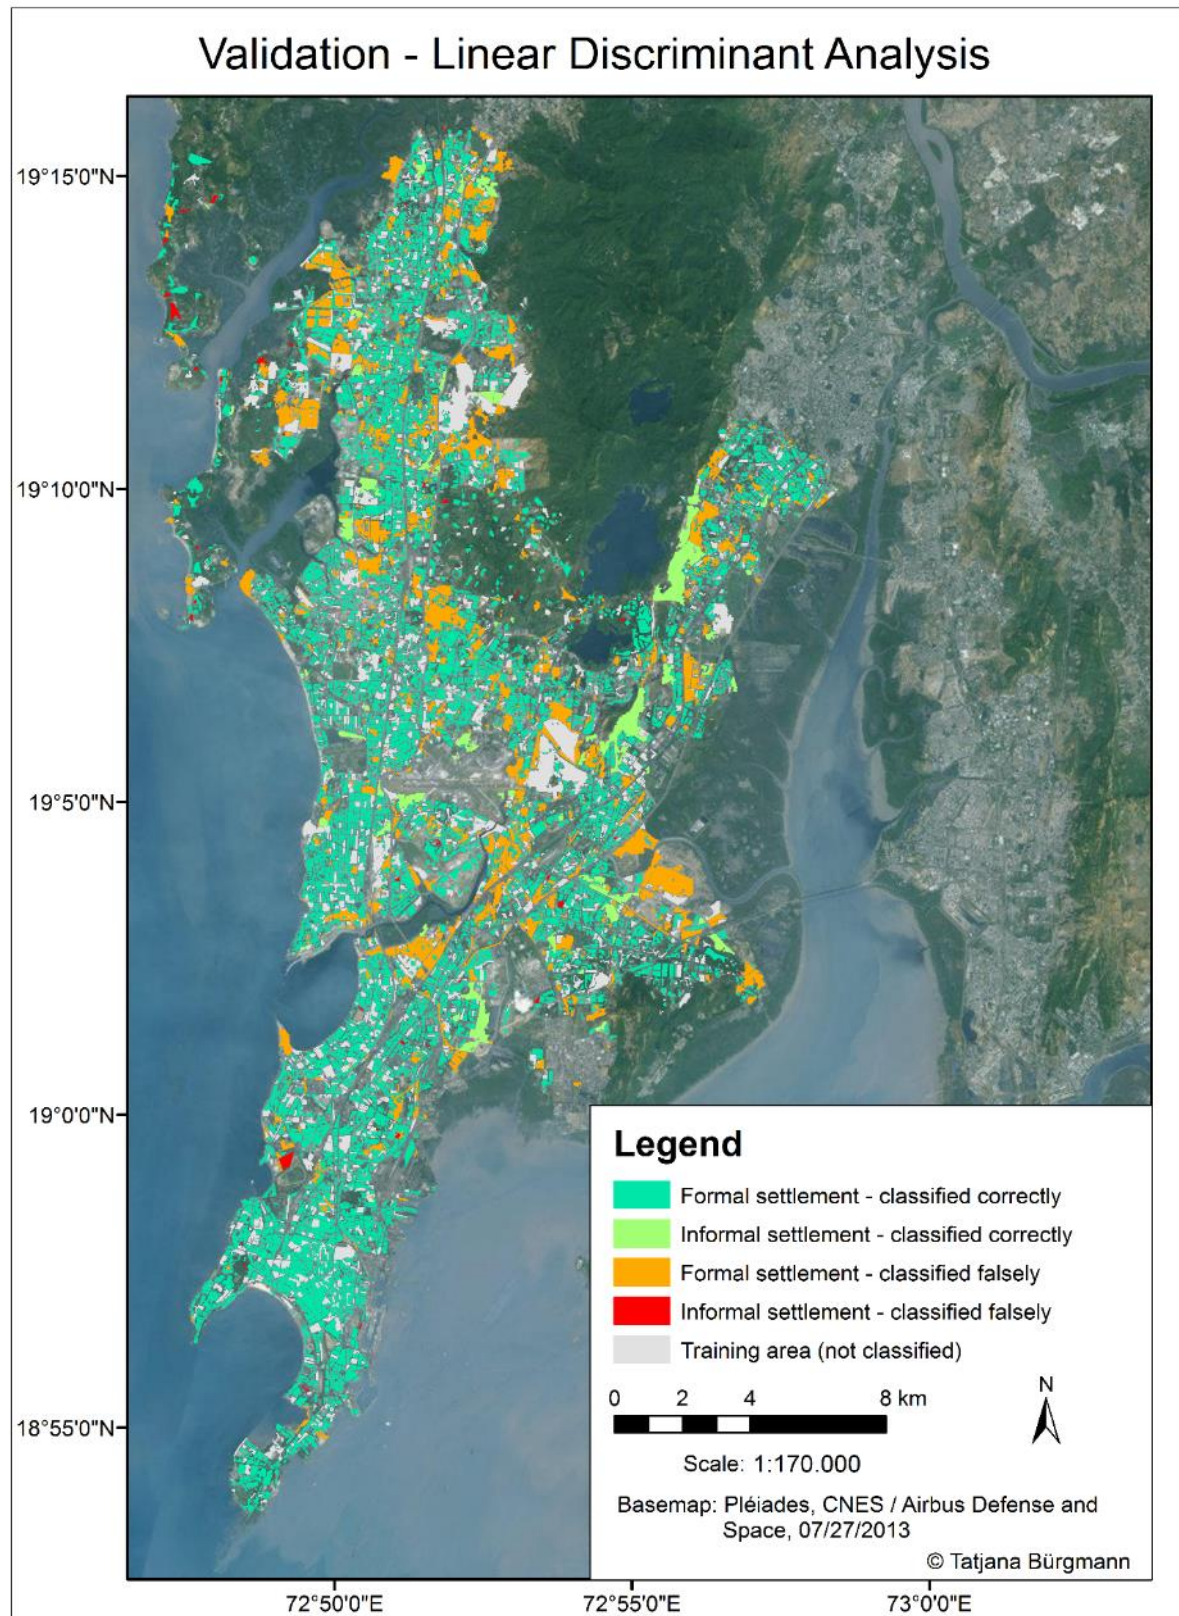 Validation - Linear Discriminant Analysis
19°15'0"N
19°10'0"N
19°5'0"N
19°0'0"N
18°55'0"N
Legend
Formal settlement - classified correctly
Informal settlement - classified correctly
Formal settlement - classified falsely
Informal settlement - classified falsely
Training area (not classified)
0 2 4 8 km
N
Scale: 1:170.000
Basemap: Pléiades, CNES / Airbus Defense and
Space, 07/27/2013
© Tatjana Bürgmann
72°50'0"E 72°55'0"E 73°0'0"E